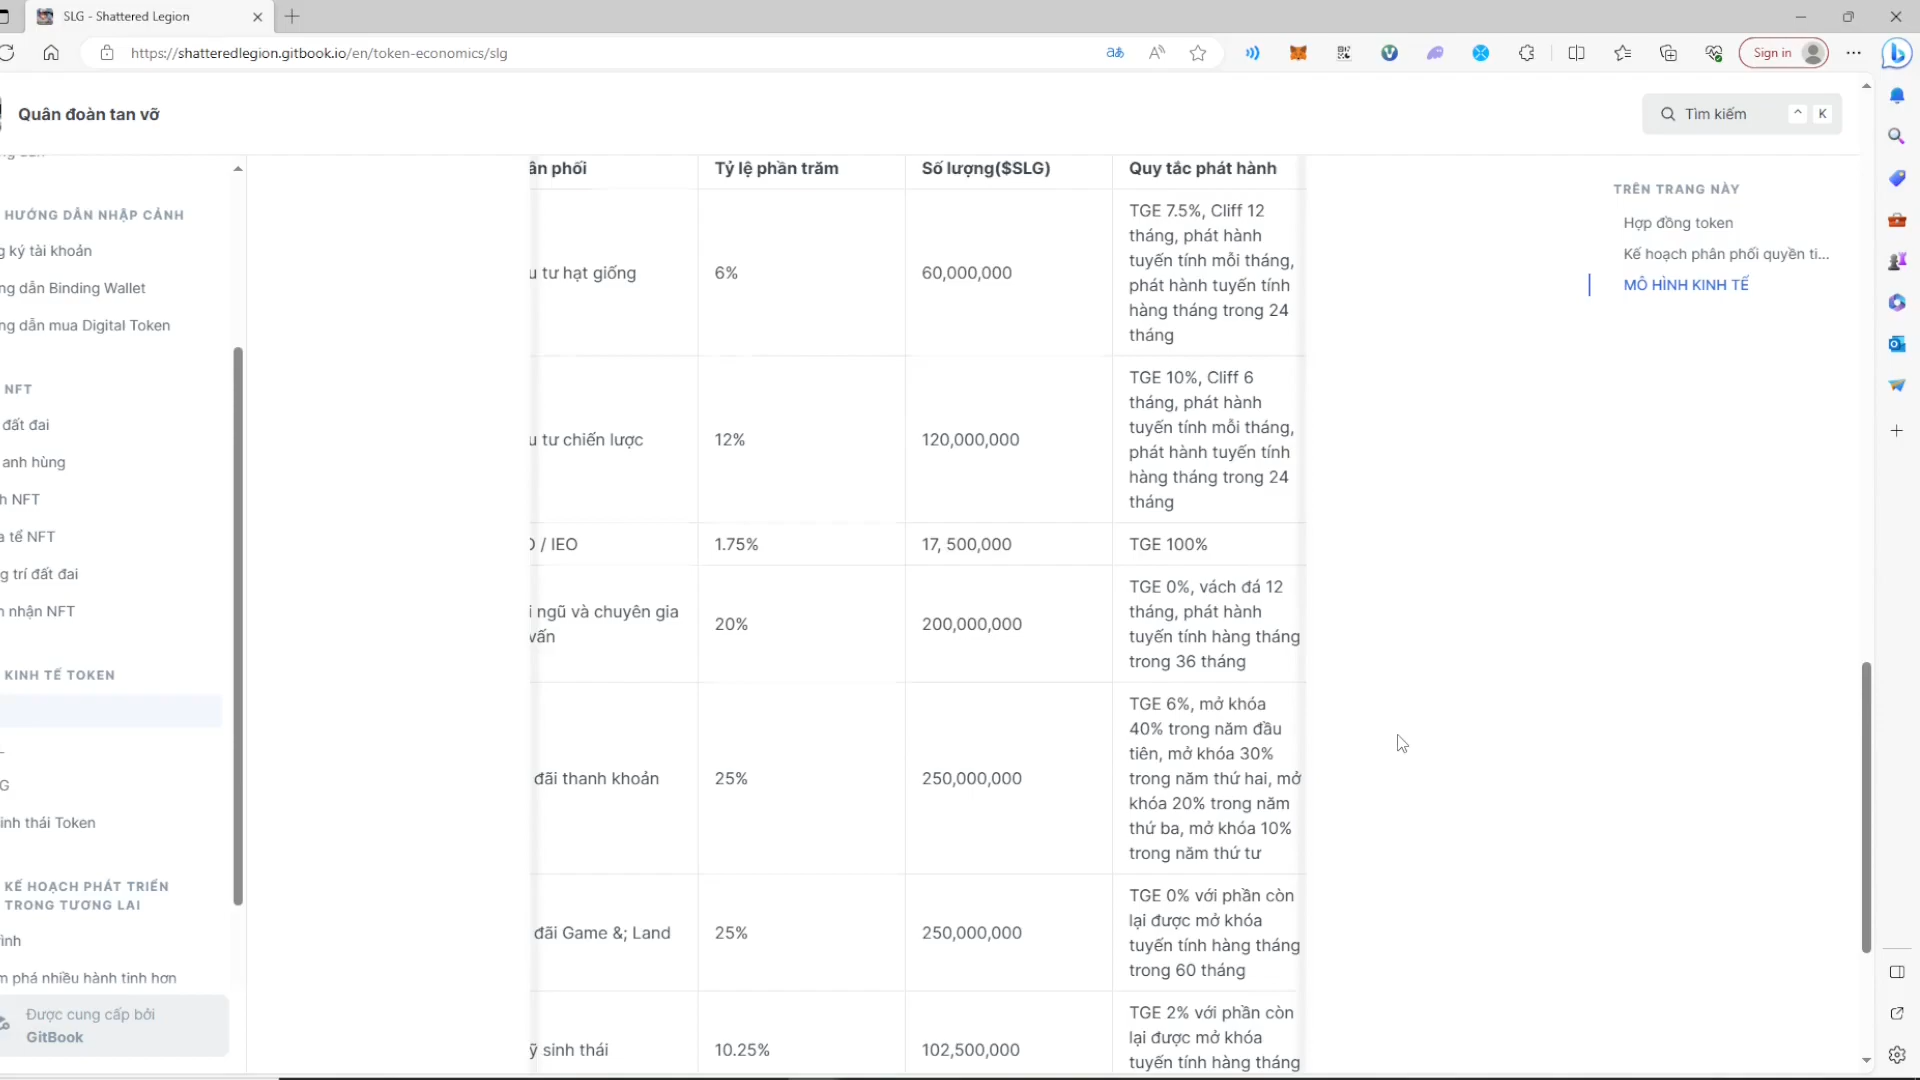 SLG - Shattered Legion
https://shatteredlegion.gitbook.io/en/token-economics/slg
Sign in
Quân đoàn tan vỡ
Tìm kiếm
^
K
HƯỚNG DẪN NHẬP CẢNH
g ký tài khoản
ng dẫn Binding Wallet
ng dẫn mua Digital Token
NFT
đất đai
anh hùng
h NFT
a tể NFT
g trí đất đai
n nhận NFT
KINH TẾ TOKEN
G
inh thái Token
KẾ HOẠCH PHÁT TRIỂN
TRONG TƯƠNG LAI
ình
m phá nhiều hành tinh hơn
Được cung cấp bởi
GitBook
ân phối
Tỷ lệ phần trăm
Số lượng($SLG)
Quy tắc phát hành
u tư hạt giống
6%
60,000,000
TGE 7.5%, Cliff 12
tháng, phát hành
tuyến tính mỗi tháng,
phát hành tuyến tính
hàng tháng trong 24
tháng
u tư chiến lược
12%
120,000,000
TGE 10%, Cliff 6
tháng, phát hành
tuyến tính mỗi tháng,
phát hành tuyến tính
hàng tháng trong 24
tháng
O / IEO
1.75%
17, 500,000
TGE 100%
i ngũ và chuyên gia
vấn
20%
200,000,000
TGE 0%, vách đá 12
tháng, phát hành
tuyến tính hàng tháng
trong 36 tháng
đãi thanh khoản
25%
250,000,000
TGE 6%, mở khóa
40% trong năm đầu
tiên, mở khóa 30%
trong năm thứ hai, mở
khóa 20% trong năm
thứ ba, mở khóa 10%
trong năm thứ tư
đãi Game &; Land
25%
250,000,000
TGE 0% với phần còn
lại được mở khóa
tuyến tính hàng tháng
trong 60 tháng
ỹ sinh thái
10.25%
102,500,000
TGE 2% với phần còn
lại được mở khóa
tuyến tính hàng tháng
TRÊN TRANG NÀY
Hợp đồng token
Kế hoạch phân phối quyền ti...
MÔ HÌNH KINH TẾ